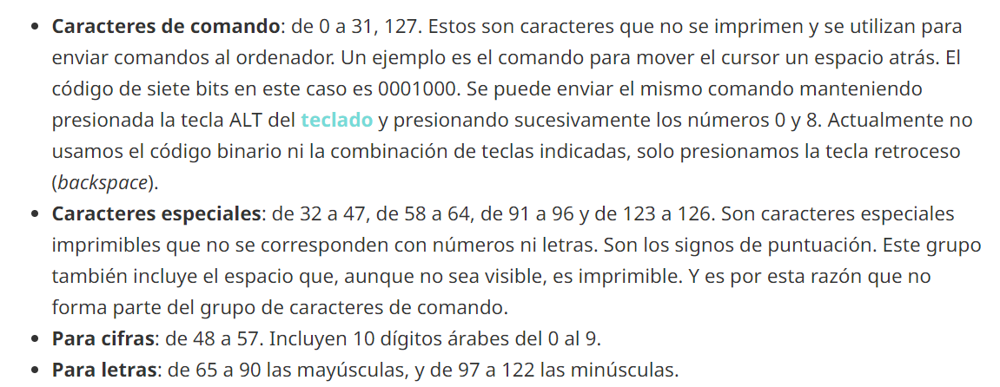 • Caracteres de comando: de 0 a 31, 127. Estos son caracteres que no se imprimen y se utilizan para
enviar comandos al ordenador. Un ejemplo es el comando para mover el cursor un espacio atrás. El
código de siete bits en este caso es 0001000. Se puede enviar el mismo comando manteniendo
presionada la tecla ALT del teclado y presionando sucesivamente los números 0 y 8. Actualmente no
usamos el código binario ni la combinación de teclas indicadas, solo presionamos la tecla retroceso
(backspace).
• Caracteres especiales: de 32 a 47, de 58 a 64, de 91 a 96 y de 123 a 126. Son caracteres especiales
imprimibles que no se corresponden con números ni letras. Son los signos de puntuación. Este grupo
también incluye el espacio que, aunque no sea visible, es imprimible. Y es por esta razón que no
forma parte del grupo de caracteres de comando.
• Para cifras: de 48 a 57. Incluyen 10 dígitos árabes del 0 al 9.
• Para letras: de 65 a 90 las mayúsculas, y de 97 a 122 las minúsculas.